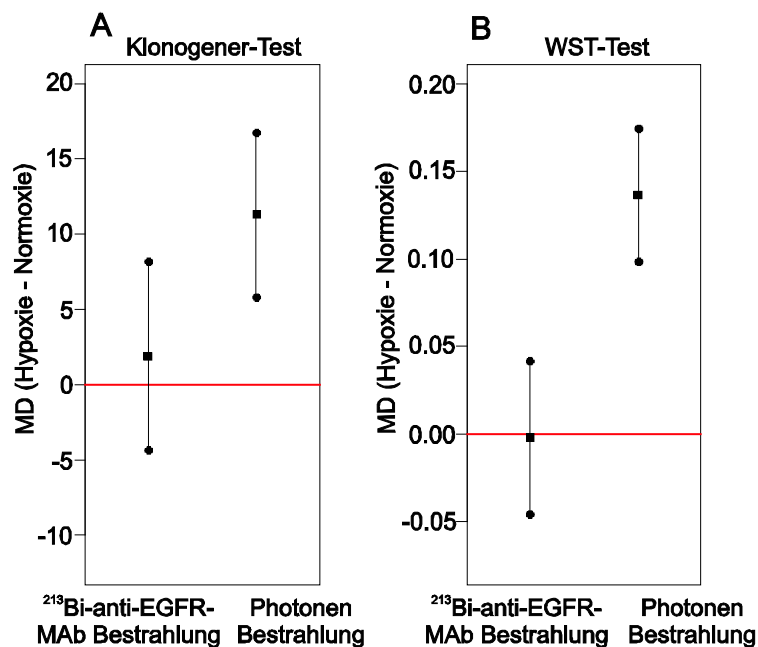 A
Klonogener-Test
MD (Hypoxie - Normoxie)
20
15
10
5
0
-5
-10
²¹³Bi-anti-EGFR-
MAb Bestrahlung
Photonen
Bestrahlung
B
WST-Test
MD (Hypoxie - Normoxie)
0.20
0.15
0.10
0.05
0.00
-0.05
²¹³Bi-anti-EGFR-
MAb Bestrahlung
Photonen
Bestrahlung